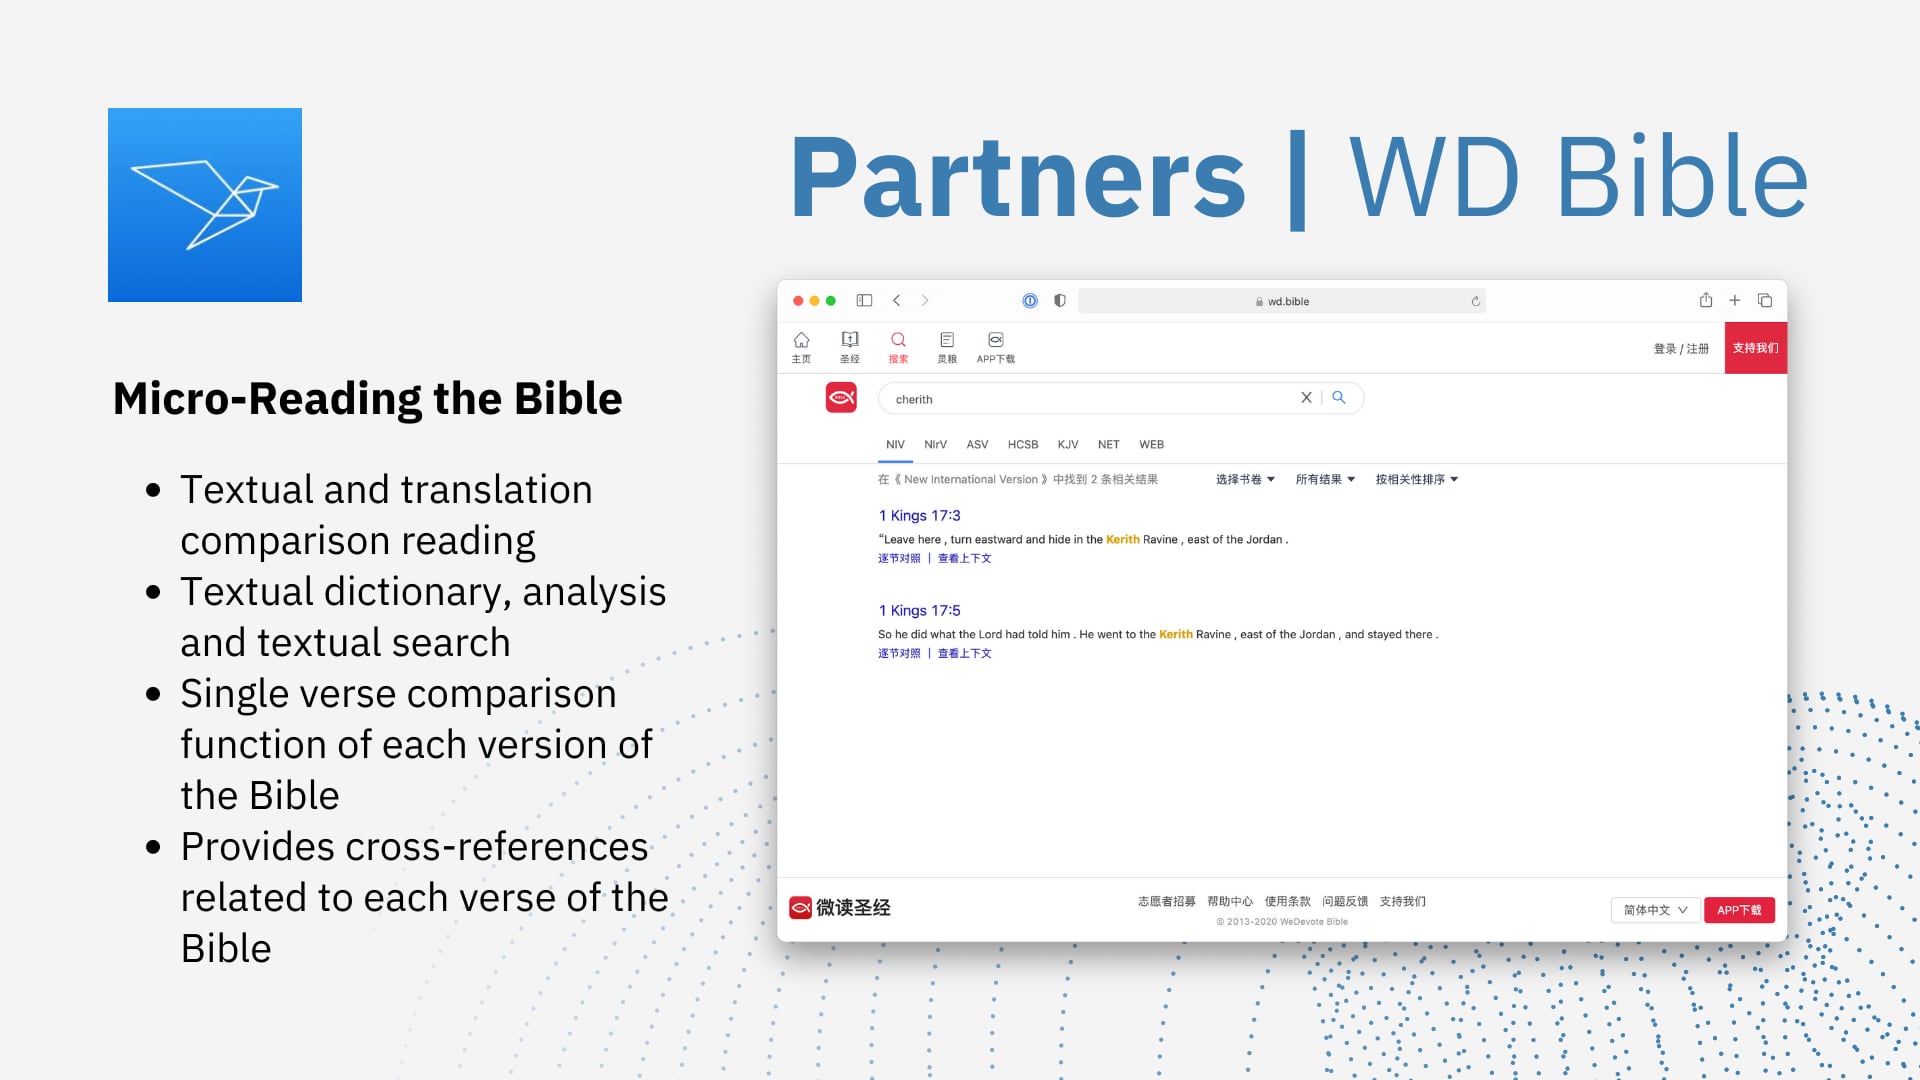 Partners | WD Bible
Micro-Reading the Bible
• Textual and translation
comparison reading
• Textual dictionary, analysis
and textual search
• Single verse comparison
function of each version of
the Bible
• Provides cross-references
related to each verse of the
Bible
wd.bible
主页 圣经 搜索 灵粮 APP下载
登录 / 注册 支持我们
cherith
NIV NIrV ASV HCSB KJV NET WEB
在《 New International Version 》中找到 2 条相关结果 选择书卷 所有结果 按相关性排序
1 Kings 17:3
“Leave here , turn eastward and hide in the Kerith Ravine , east of the Jordan .
逐节对照 | 查看上下文
1 Kings 17:5
So he did what the Lord had told him . He went to the Kerith Ravine , east of the Jordan , and stayed there .
逐节对照 | 查看上下文
微读圣经
志愿者招募 帮助中心 使用条款 问题反馈 支持我们
© 2013-2020 WeDevote Bible
简体中文 APP下载